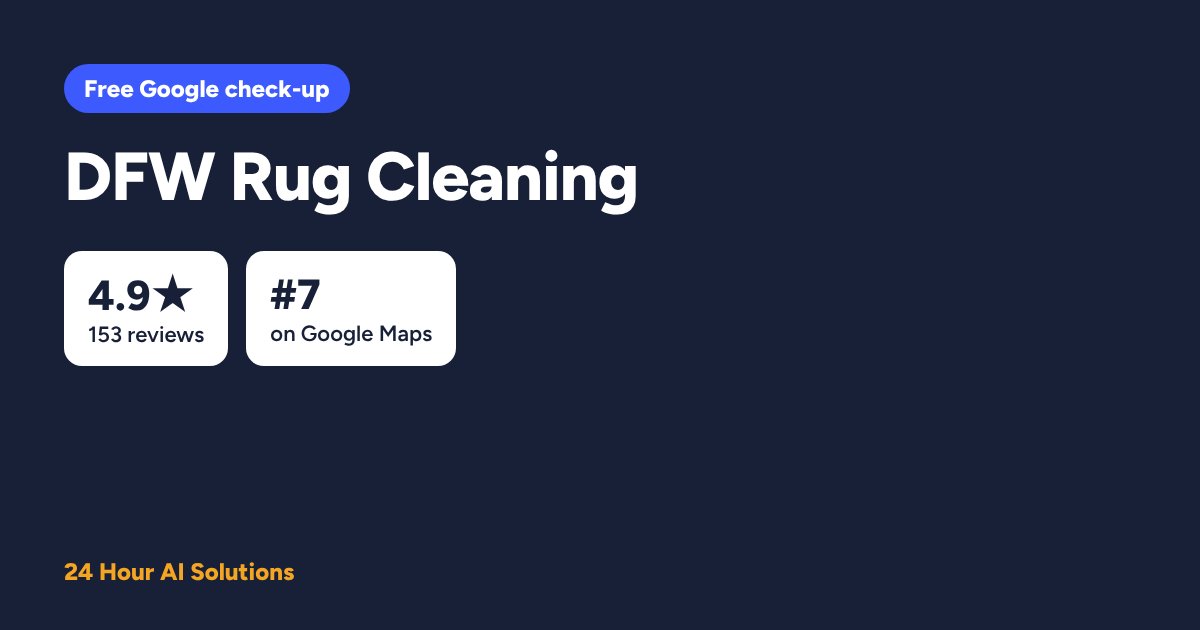 Free Google check-up
DFW Rug Cleaning
4.9★
153 reviews
#7
on Google Maps
24 Hour AI Solutions